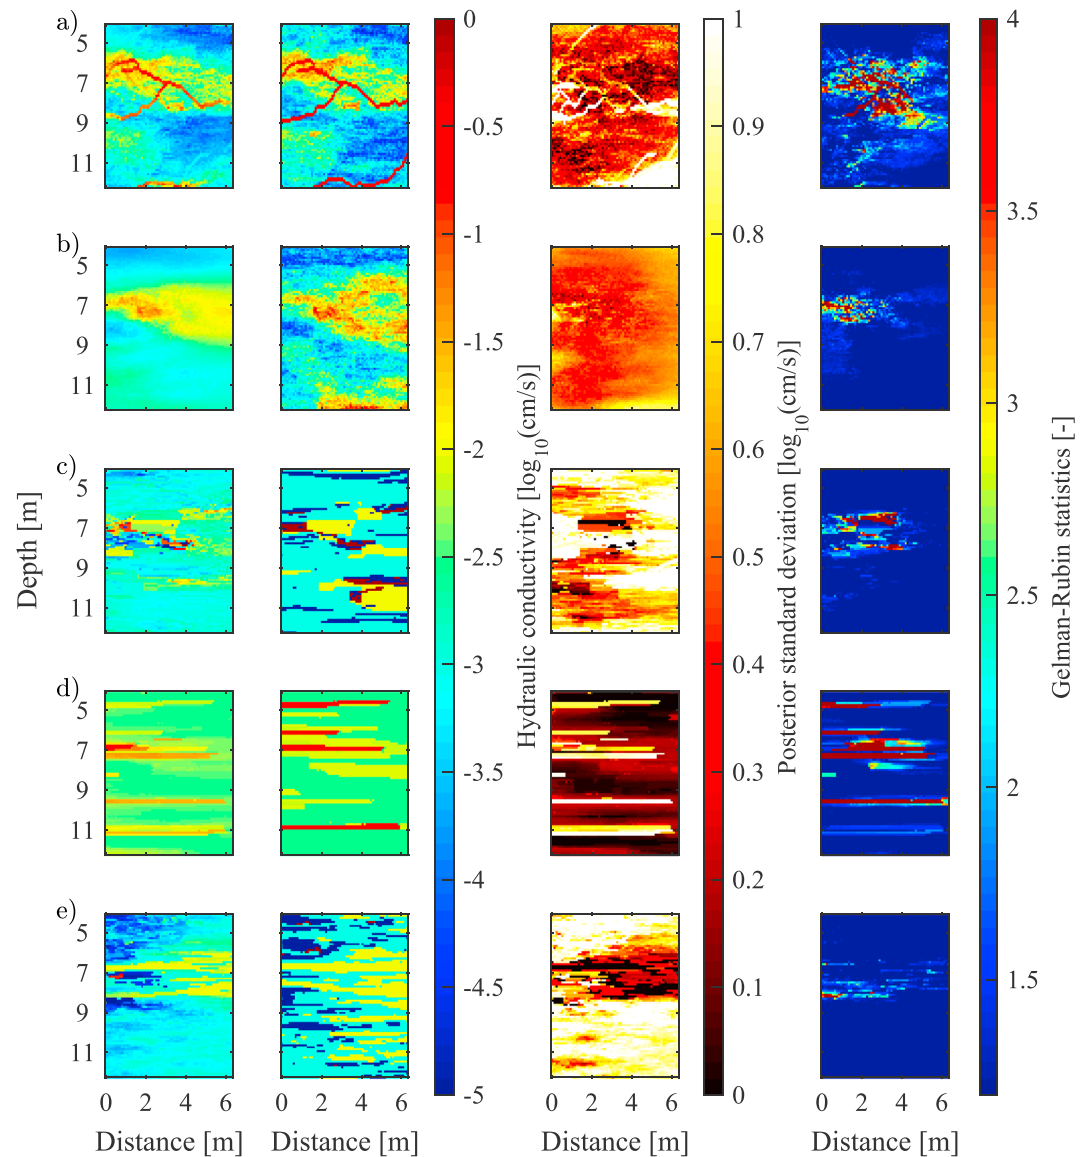 a)
5
7
9
11
b)
5
7
9
11
c)
5
7
9
11
d)
5
7
9
11
e)
5
7
9
11
0 2 4 6
0 2 4 6
0 2 4 6
0 2 4 6
Distance [m]
Distance [m]
Distance [m]
Distance [m]
Depth [m]
0
-0.5
-1
-1.5
-2
-2.5
-3
-3.5
-4
-4.5
-5
Hydraulic conductivity [log10(cm/s)]
1
0.9
0.8
0.7
0.6
0.5
0.4
0.3
0.2
0.1
0
Posterior standard deviation [log10(cm/s)]
4
3.5
3
2.5
2
1.5
Gelman-Rubin statistics [-]